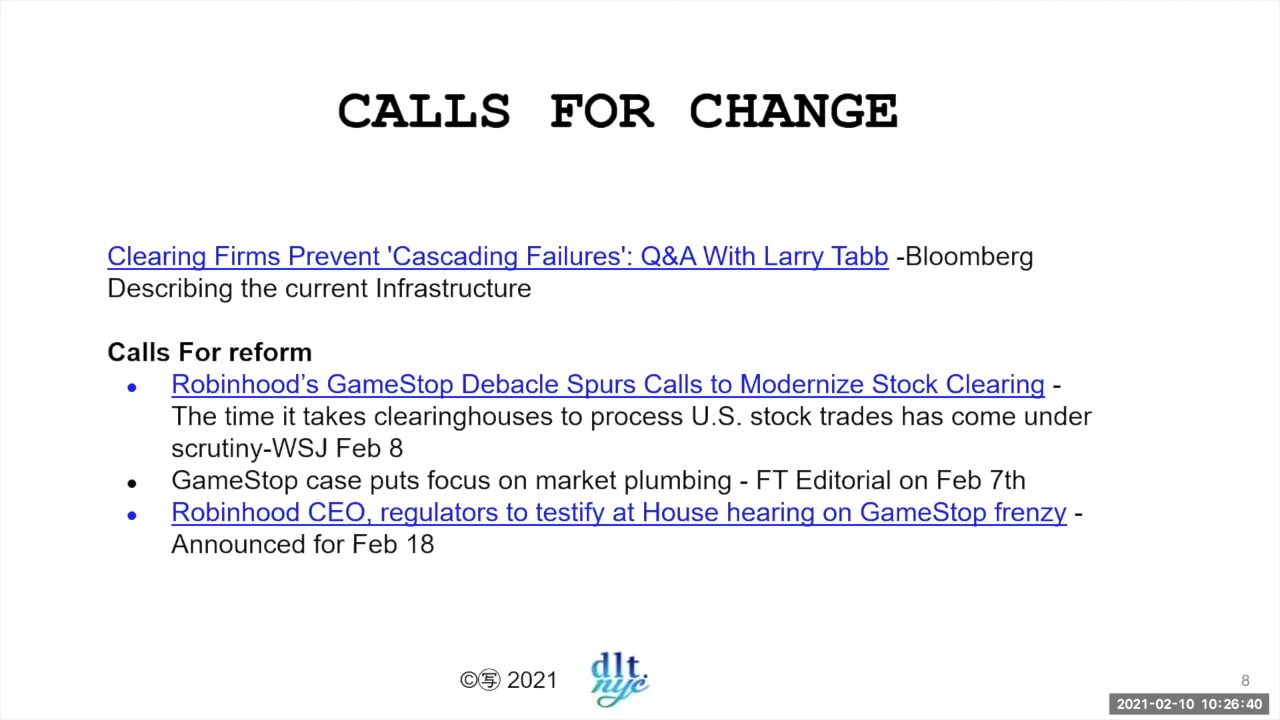 CALLS FOR CHANGE
Clearing Firms Prevent 'Cascading Failures': Q&A With Larry Tabb -Bloomberg
Describing the current Infrastructure
Calls For reform
● Robinhood’s GameStop Debacle Spurs Calls to Modernize Stock Clearing -
The time it takes clearinghouses to process U.S. stock trades has come under
scrutiny-WSJ Feb 8
● GameStop case puts focus on market plumbing - FT Editorial on Feb 7th
● Robinhood CEO, regulators to testify at House hearing on GameStop frenzy -
Announced for Feb 18
©㊢ 2021
dlt.
nyc
8
2021-02-10 10:26:40